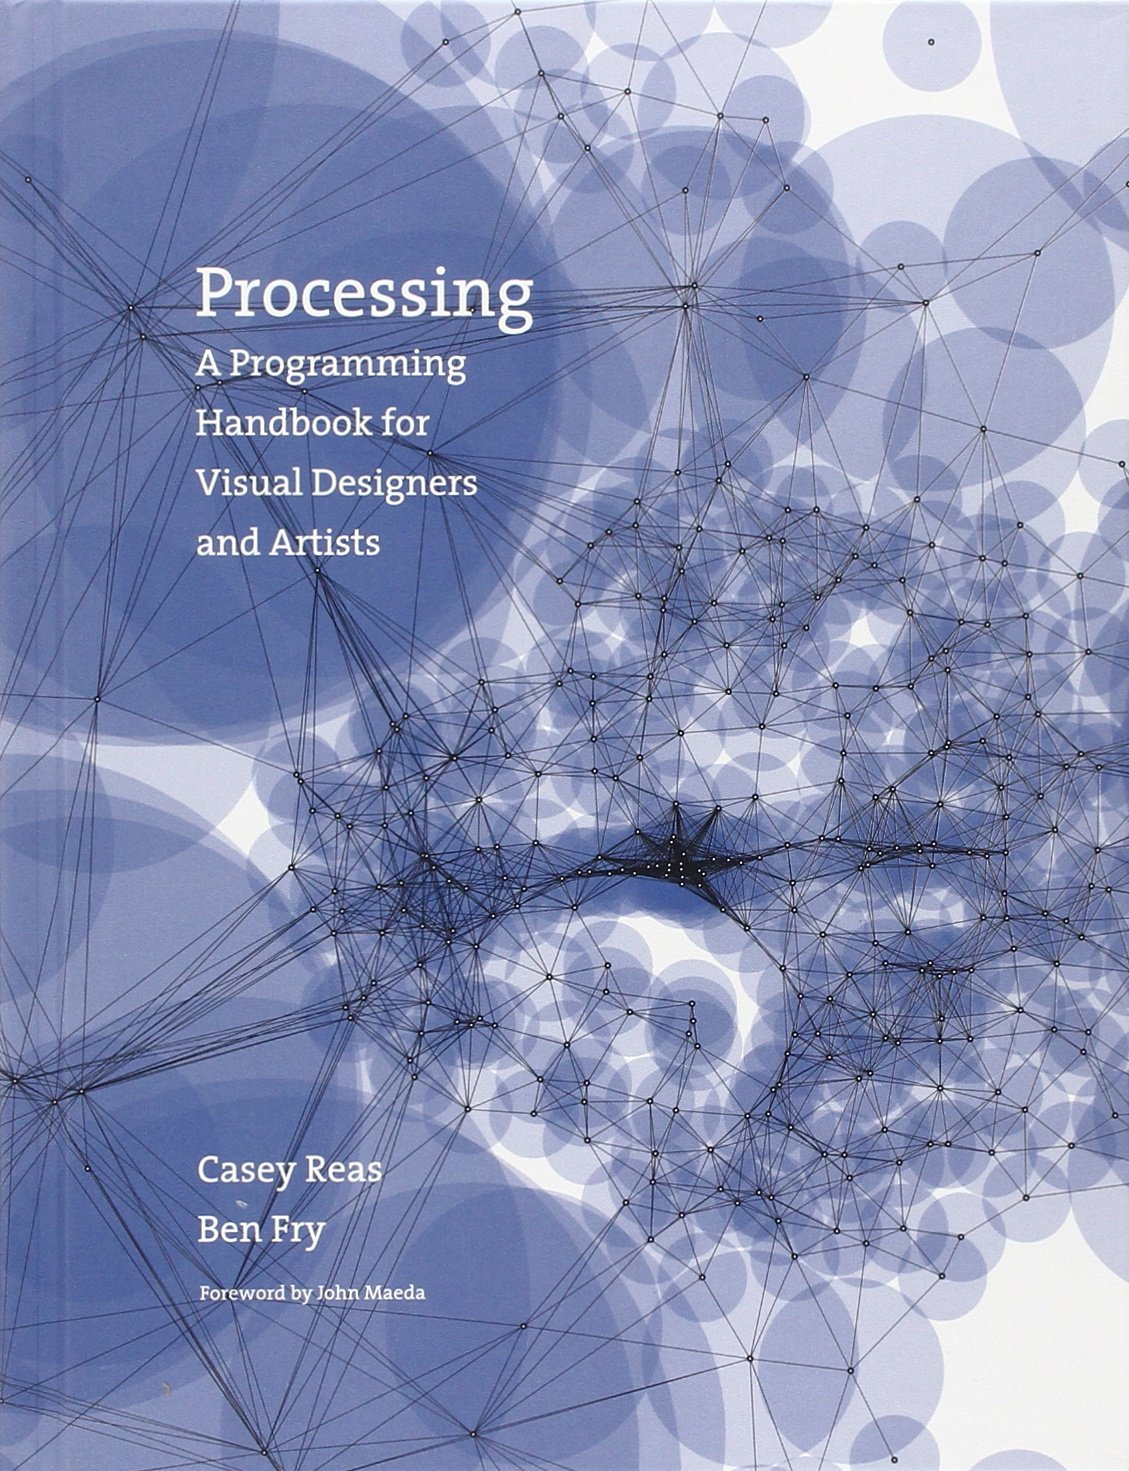 Processing
A Programming
Handbook for
Visual Designers
and Artists
Casey Reas
Ben Fry
Foreword by John Maeda